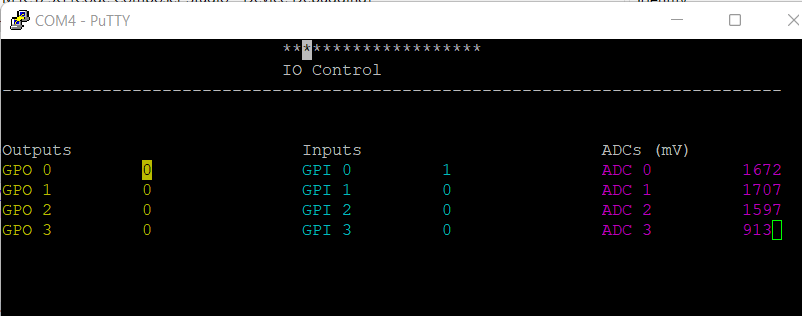 COM4 - PuTTY
********************
IO Control
------------------------------------------------------------------------------
Outputs Inputs ADCs (mV)
GPO 0 0 GPI 0 1 ADC 0 1672
GPO 1 0 GPI 1 0 ADC 1 1707
GPO 2 0 GPI 2 0 ADC 2 1597
GPO 3 0 GPI 3 0 ADC 3 913